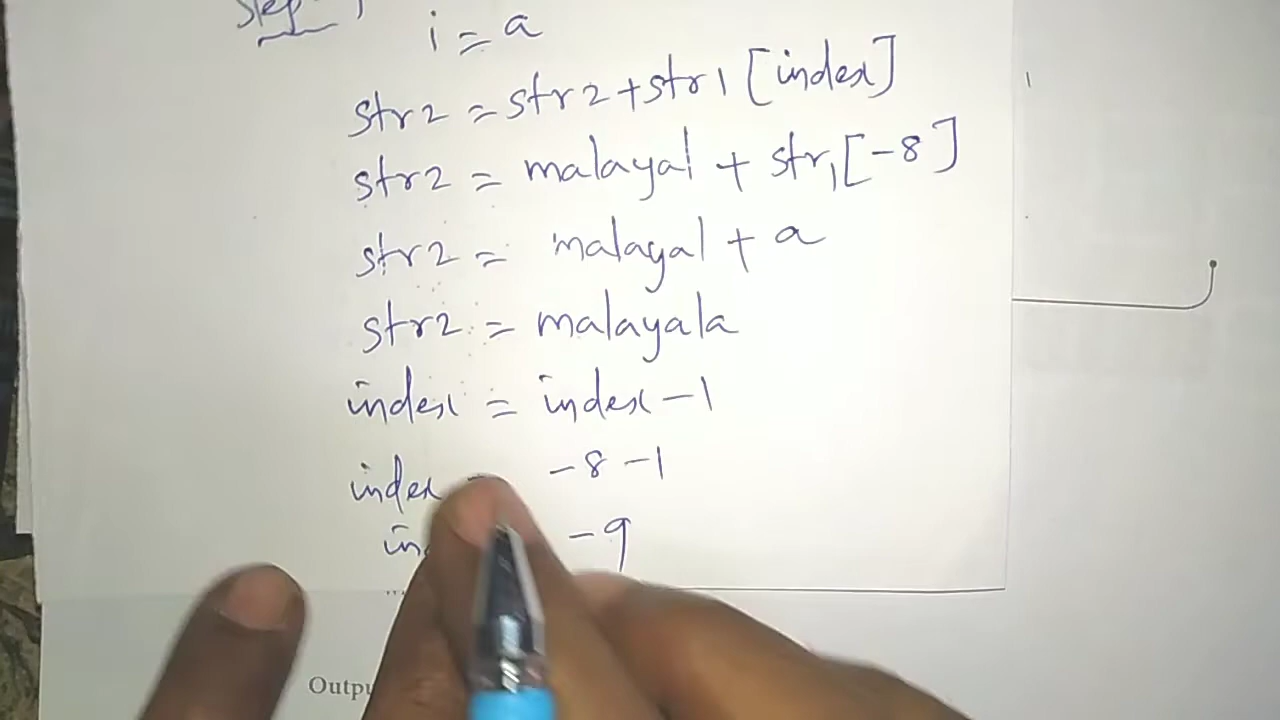 Step
i = a
str2 = str2 + str1 [index]
str2 = malayal + str1 [-8]
str2 = malayal + a
str2 = malayala
index = index - 1
index = -8 - 1
-9